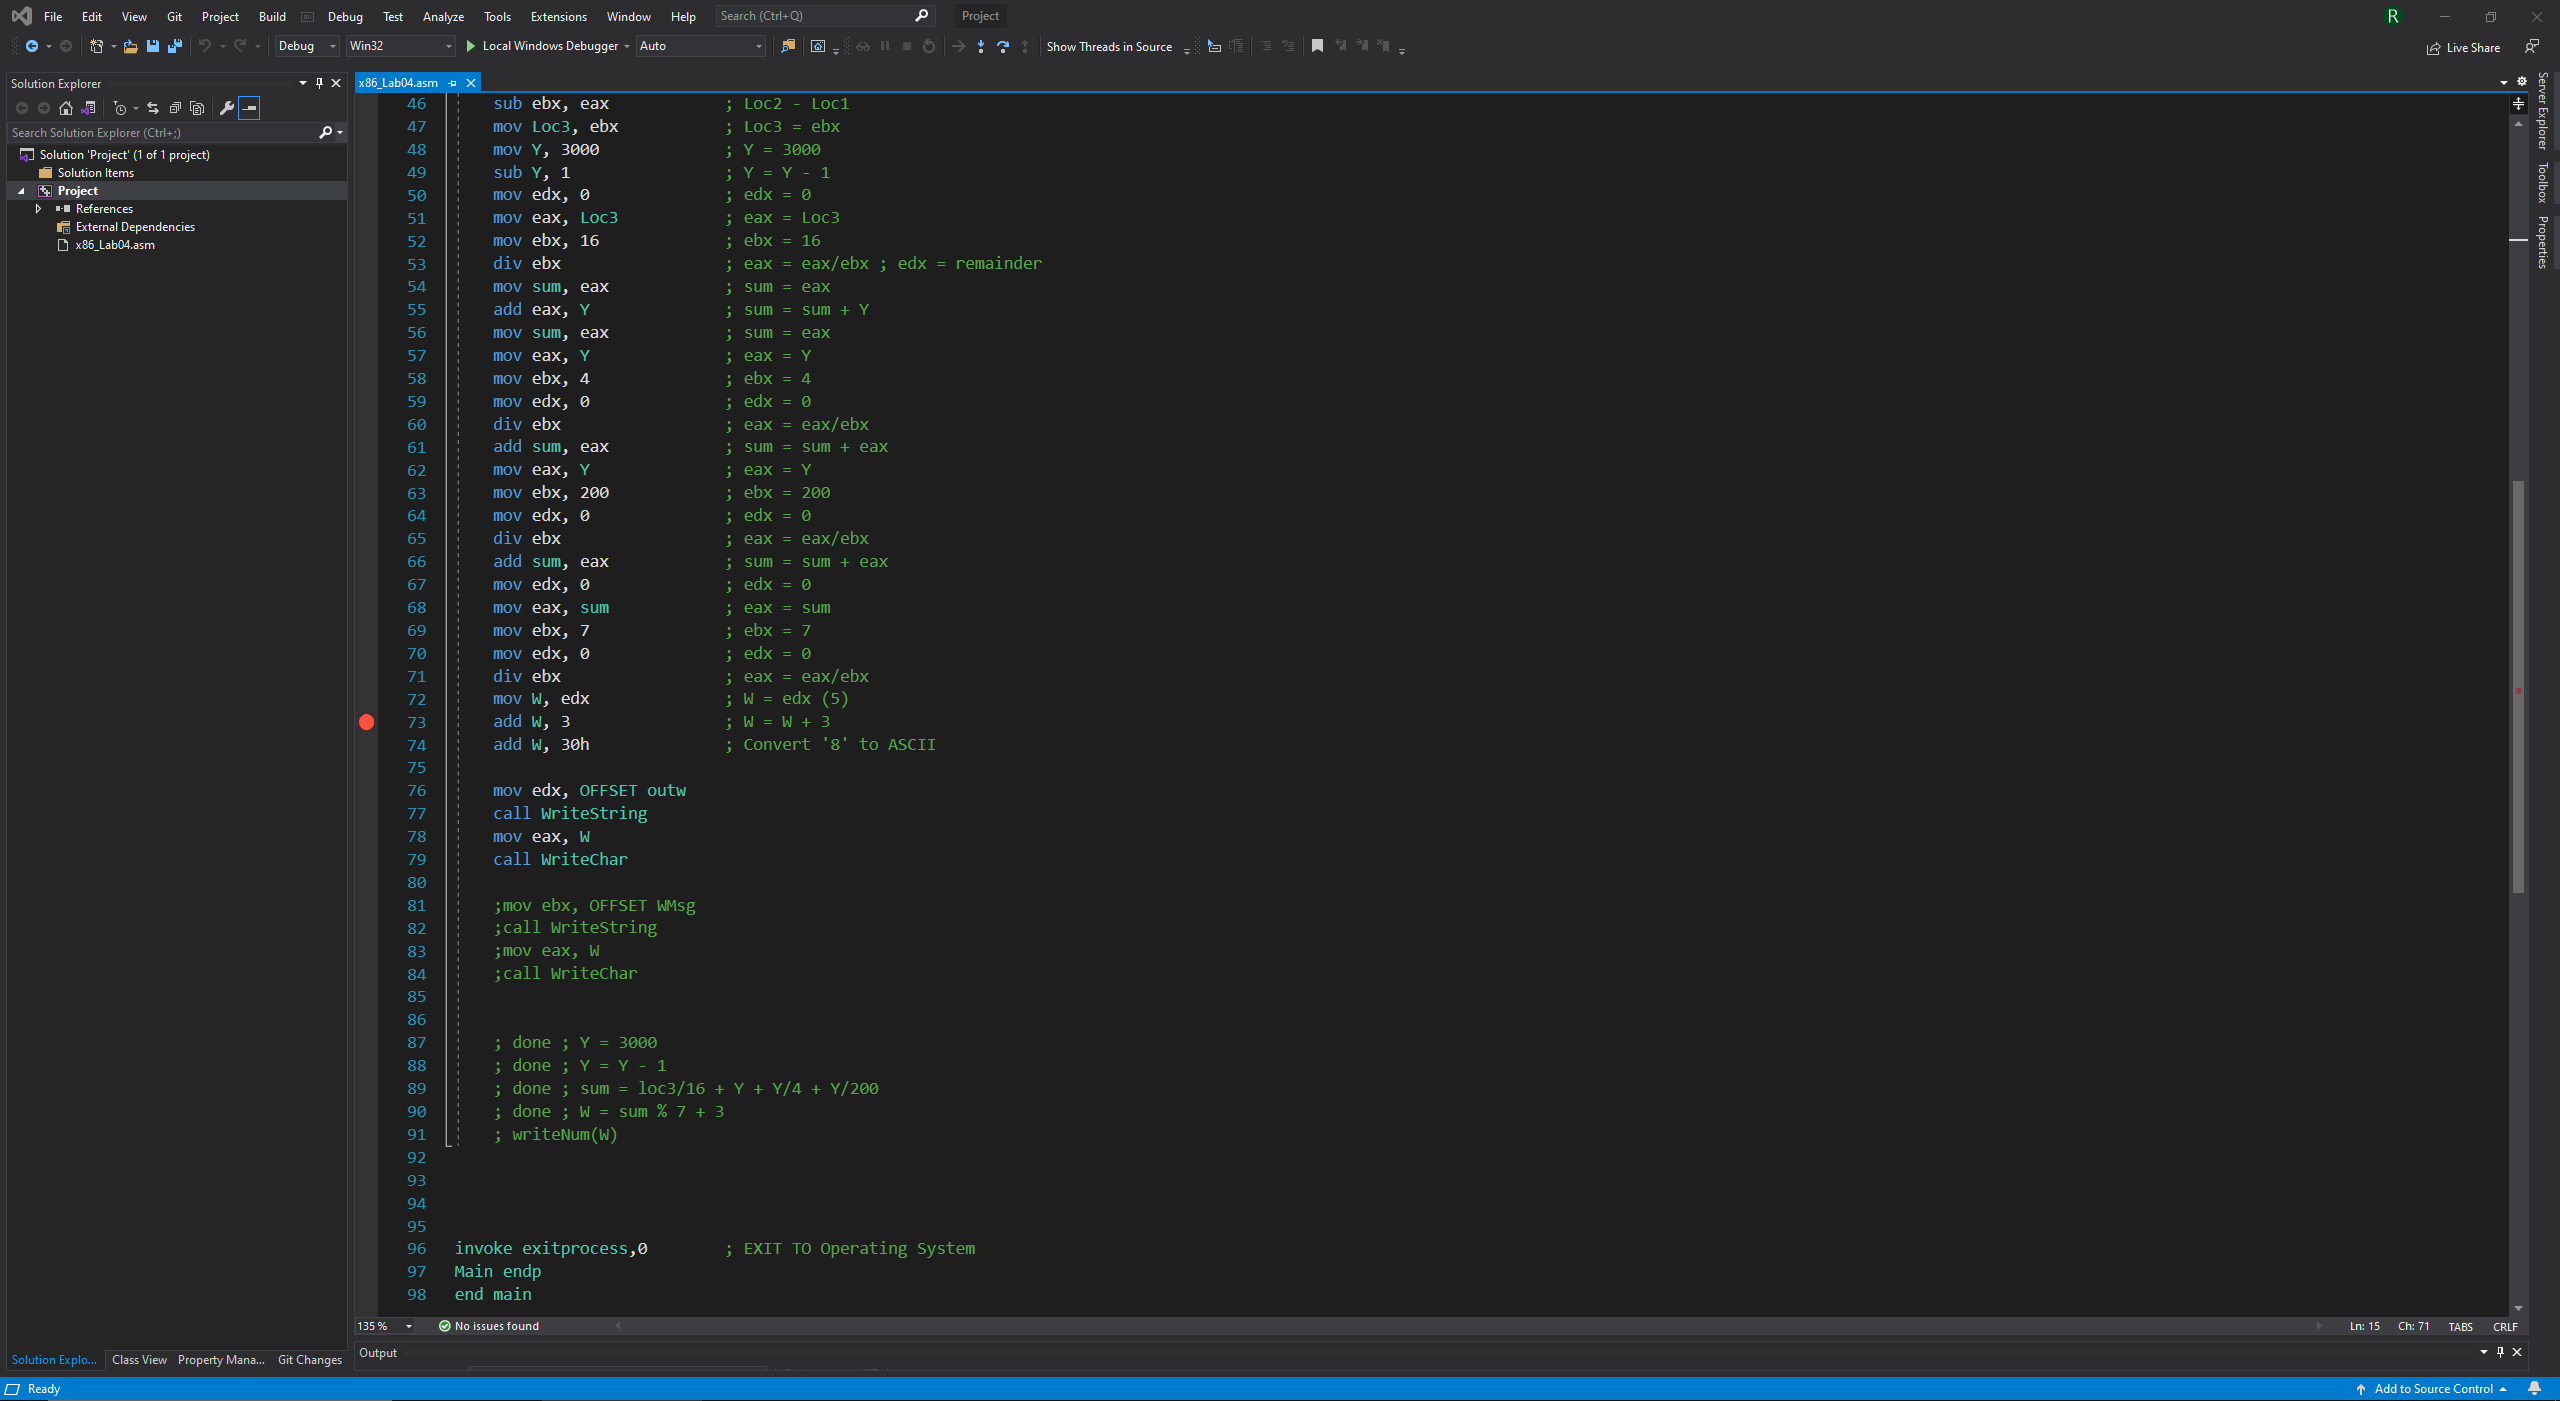 File Edit View Git Project Build Debug Test Analyze Tools Extensions Window Help Search (Ctrl+Q) Project R
Debug Win32 Local Windows Debugger Auto Show Threads in Source Live Share
Solution Explorer
Search Solution Explorer (Ctrl+;)
Solution 'Project' (1 of 1 project)
Solution Items
Project
References
External Dependencies
x86_Lab04.asm
x86_Lab04.asm
46 sub ebx, eax ; Loc2 - Loc1
47 mov Loc3, ebx ; Loc3 = ebx
48 mov Y, 3000 ; Y = 3000
49 sub Y, 1 ; Y = Y - 1
50 mov edx, 0 ; edx = 0
51 mov eax, Loc3 ; eax = Loc3
52 mov ebx, 16 ; ebx = 16
53 div ebx ; eax = eax/ebx ; edx = remainder
54 mov sum, eax ; sum = eax
55 add eax, Y ; sum = sum + Y
56 mov sum, eax ; sum = eax
57 mov eax, Y ; eax = Y
58 mov ebx, 4 ; ebx = 4
59 mov edx, 0 ; edx = 0
60 div ebx ; eax = eax/ebx
61 add sum, eax ; sum = sum + eax
62 mov eax, Y ; eax = Y
63 mov ebx, 200 ; ebx = 200
64 mov edx, 0 ; edx = 0
65 div ebx ; eax = eax/ebx
66 add sum, eax ; sum = sum + eax
67 mov edx, 0 ; edx = 0
68 mov eax, sum ; eax = sum
69 mov ebx, 7 ; ebx = 7
70 mov edx, 0 ; edx = 0
71 div ebx ; eax = eax/ebx
72 mov W, edx ; W = edx (5)
73 add W, 3 ; W = W + 3
74 add W, 30h ; Convert '8' to ASCII
75
76 mov edx, OFFSET outw
77 call WriteString
78 mov eax, W
79 call WriteChar
80
81 ;mov ebx, OFFSET WMsg
82 ;call WriteString
83 ;mov eax, W
84 ;call WriteChar
85
86
87 ; done ; Y = 3000
88 ; done ; Y = Y - 1
89 ; done ; sum = loc3/16 + Y + Y/4 + Y/200
90 ; done ; W = sum % 7 + 3
91 ; writeNum(W)
92
93
94
95
96 invoke exitprocess,0 ; EXIT TO Operating System
97 Main endp
98 end main
135 % No issues found Ln: 15 Ch: 71 TABS CRLF
Server Explorer
Toolbox
Properties
Solution Explo... Class View Property Mana... Git Changes
Output
Ready Add to Source Control